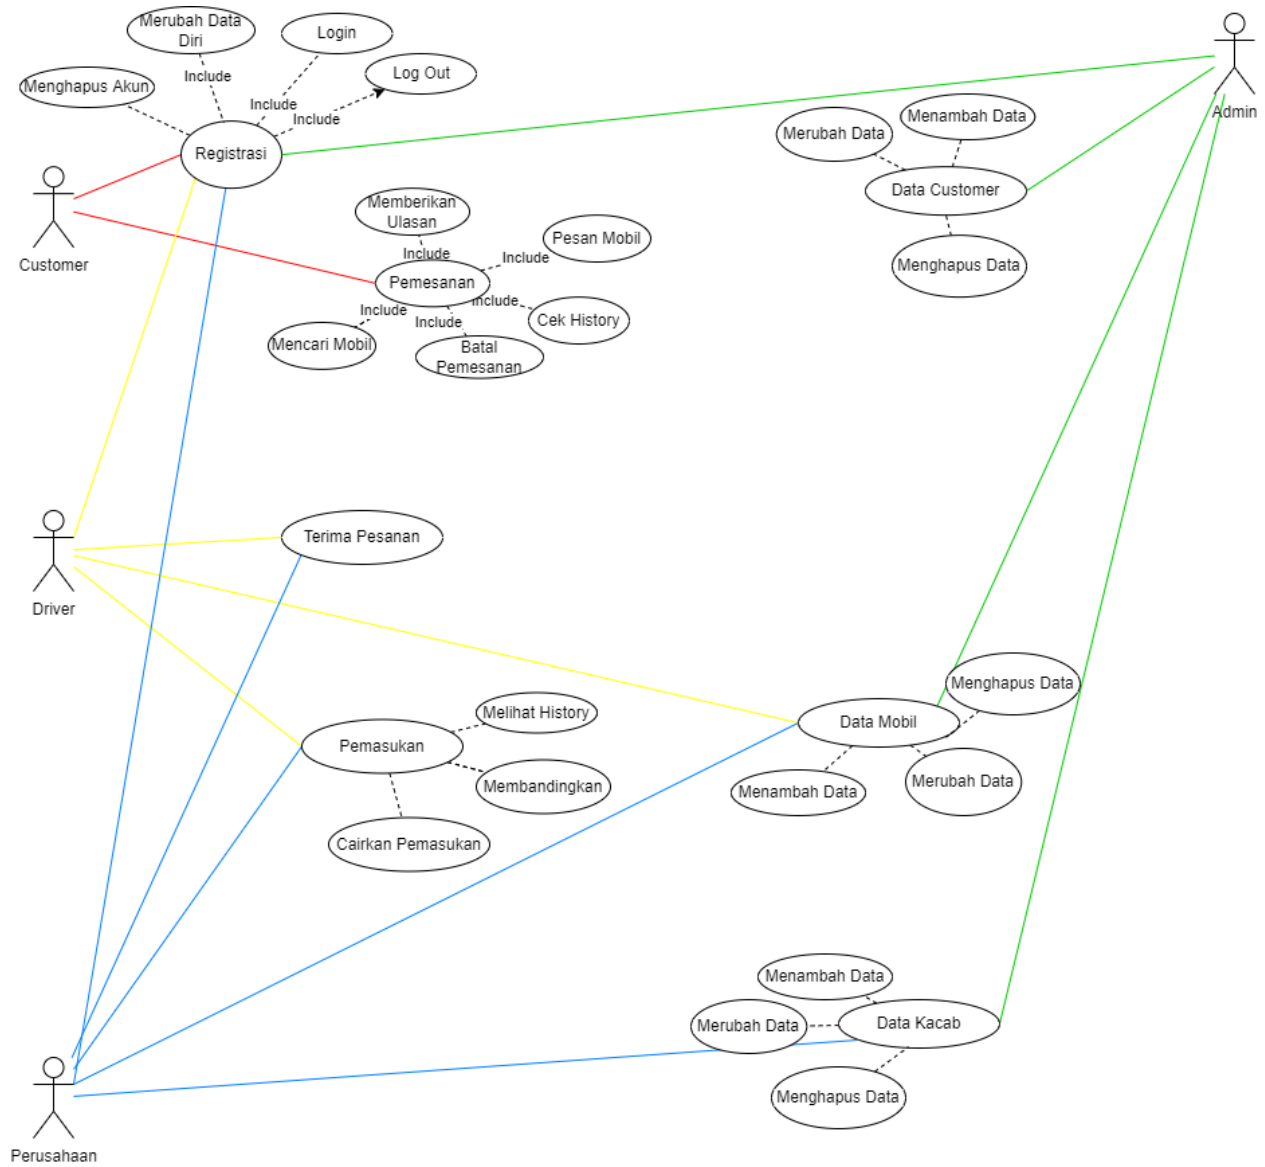 Merubah Data
Diri
Login
Log Out
Menghapus Akun
Include
Include
Include
Registrasi
Admin
Menambah Data
Merubah Data
Data Customer
Menghapus Data
Customer
Memberikan
Ulasan
Pesan Mobil
Include
Include
Pemesanan
Include
Include
Include
Cek History
Mencari Mobil
Batal
Pemesanan
Terima Pesanan
Driver
Menghapus Data
Melihat History
Data Mobil
Pemasukan
Merubah Data
Membandingkan
Menambah Data
Cairkan Pemasukan
Menambah Data
Merubah Data
Data Kacab
Menghapus Data
Perusahaan